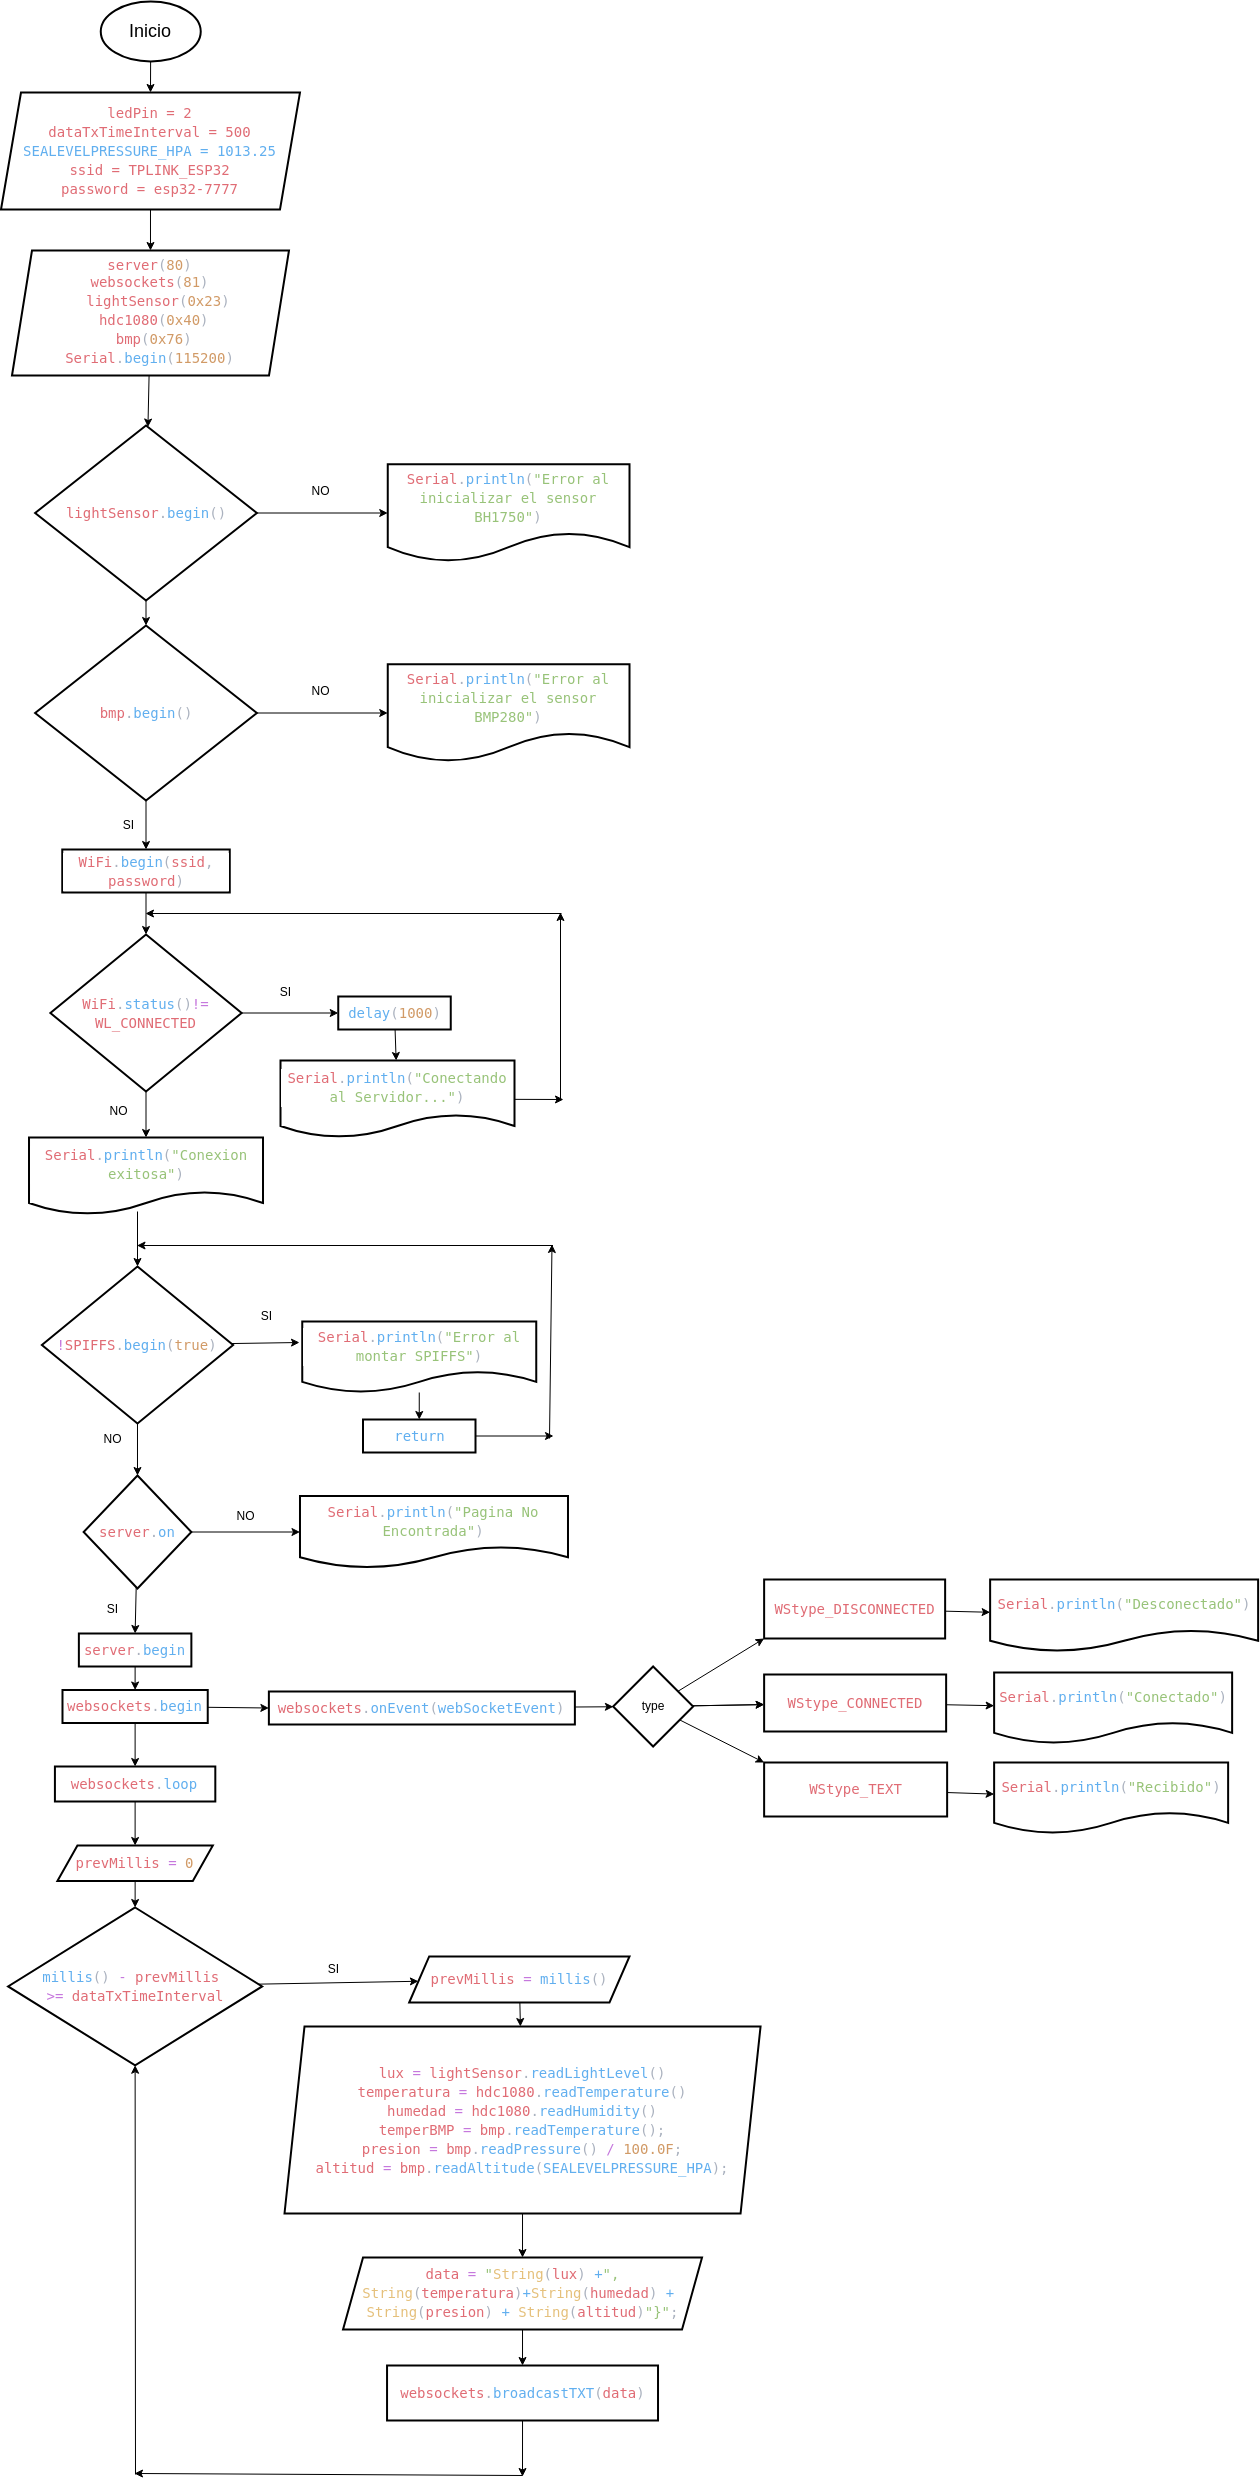 Inicio
ledPin = 2
dataTxTimeInterval = 500
SEALEVELPRESSURE_HPA = 1013.25
ssid = TPLINK_ESP32
password = esp32-7777
server(80)
websockets(81)
lightSensor(0x23)
hdc1080(0x40)
bmp(0x76)
Serial.begin(115200)
lightSensor.begin()
NO
Serial.println("Error al
inicializar el sensor
BH1750")
bmp.begin()
NO
Serial.println("Error al
inicializar el sensor
BMP280")
SI
WiFi.begin(ssid,
password)
WiFi.status()!=
WL_CONNECTED
SI
delay(1000)
Serial.println("Conectando
al Servidor...")
NO
Serial.println("Conexion
exitosa")
!SPIFFS.begin(true)
SI
Serial.println("Error al
montar SPIFFS")
return
NO
server.on
NO
Serial.println("Pagina No
Encontrada")
SI
server.begin
websockets.begin
websockets.onEvent(webSocketEvent)
type
WStype_DISCONNECTED
Serial.println("Desconectado")
WStype_CONNECTED
Serial.println("Conectado")
WStype_TEXT
Serial.println("Recibido")
websockets.loop
prevMillis = 0
millis() - prevMillis
>= dataTxTimeInterval
SI
prevMillis = millis()
lux = lightSensor.readLightLevel()
temperatura = hdc1080.readTemperature()
humedad = hdc1080.readHumidity()
temperBMP = bmp.readTemperature();
presion = bmp.readPressure() / 100.0F;
altitud = bmp.readAltitude(SEALEVELPRESSURE_HPA);
data = "String(lux) +",
String(temperatura)+String(humedad) +
String(presion) + String(altitud)"}";
websockets.broadcastTXT(data)